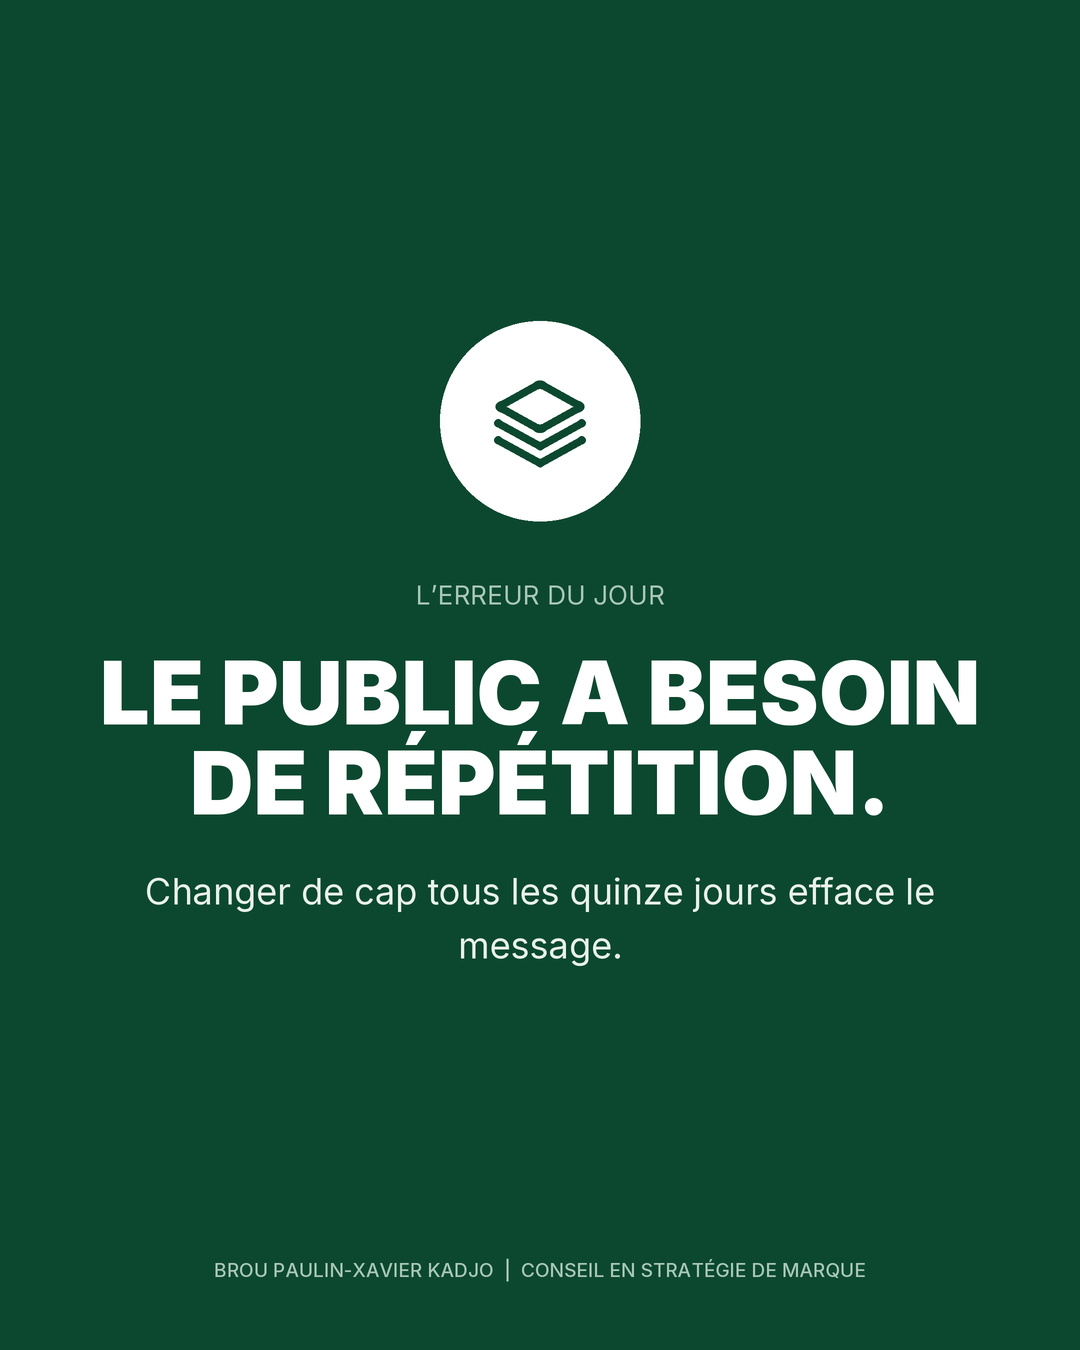 L’ERREUR DU JOUR
LE PUBLIC A BESOIN
DE RÉPÉTITION.
Changer de cap tous les quinze jours efface le
message.
BROU PAULIN-XAVIER KADJO | CONSEIL EN STRATÉGIE DE MARQUE